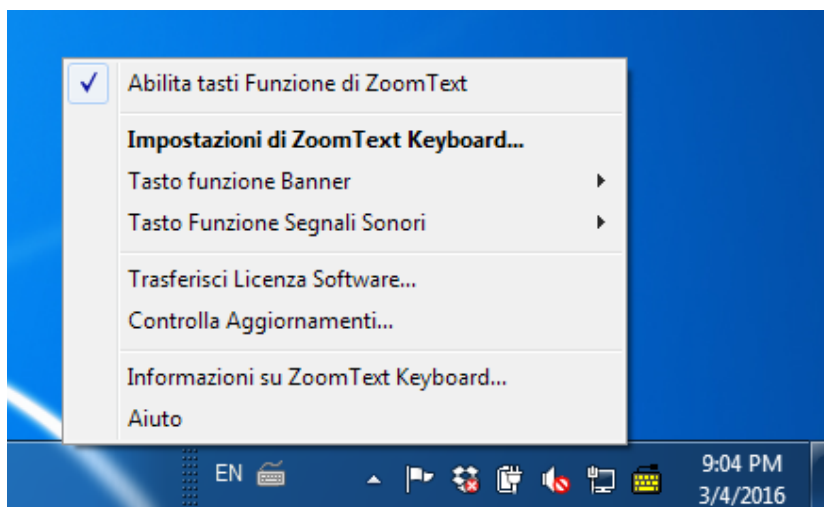 Abilita tasti Funzione di ZoomText
Impostazioni di ZoomText Keyboard...
Tasto funzione Banner
Tasto Funzione Segnali Sonori
Trasferisci Licenza Software...
Controlla Aggiornamenti...
Informazioni su ZoomText Keyboard...
Aiuto
EN
9:04 PM
3/4/2016